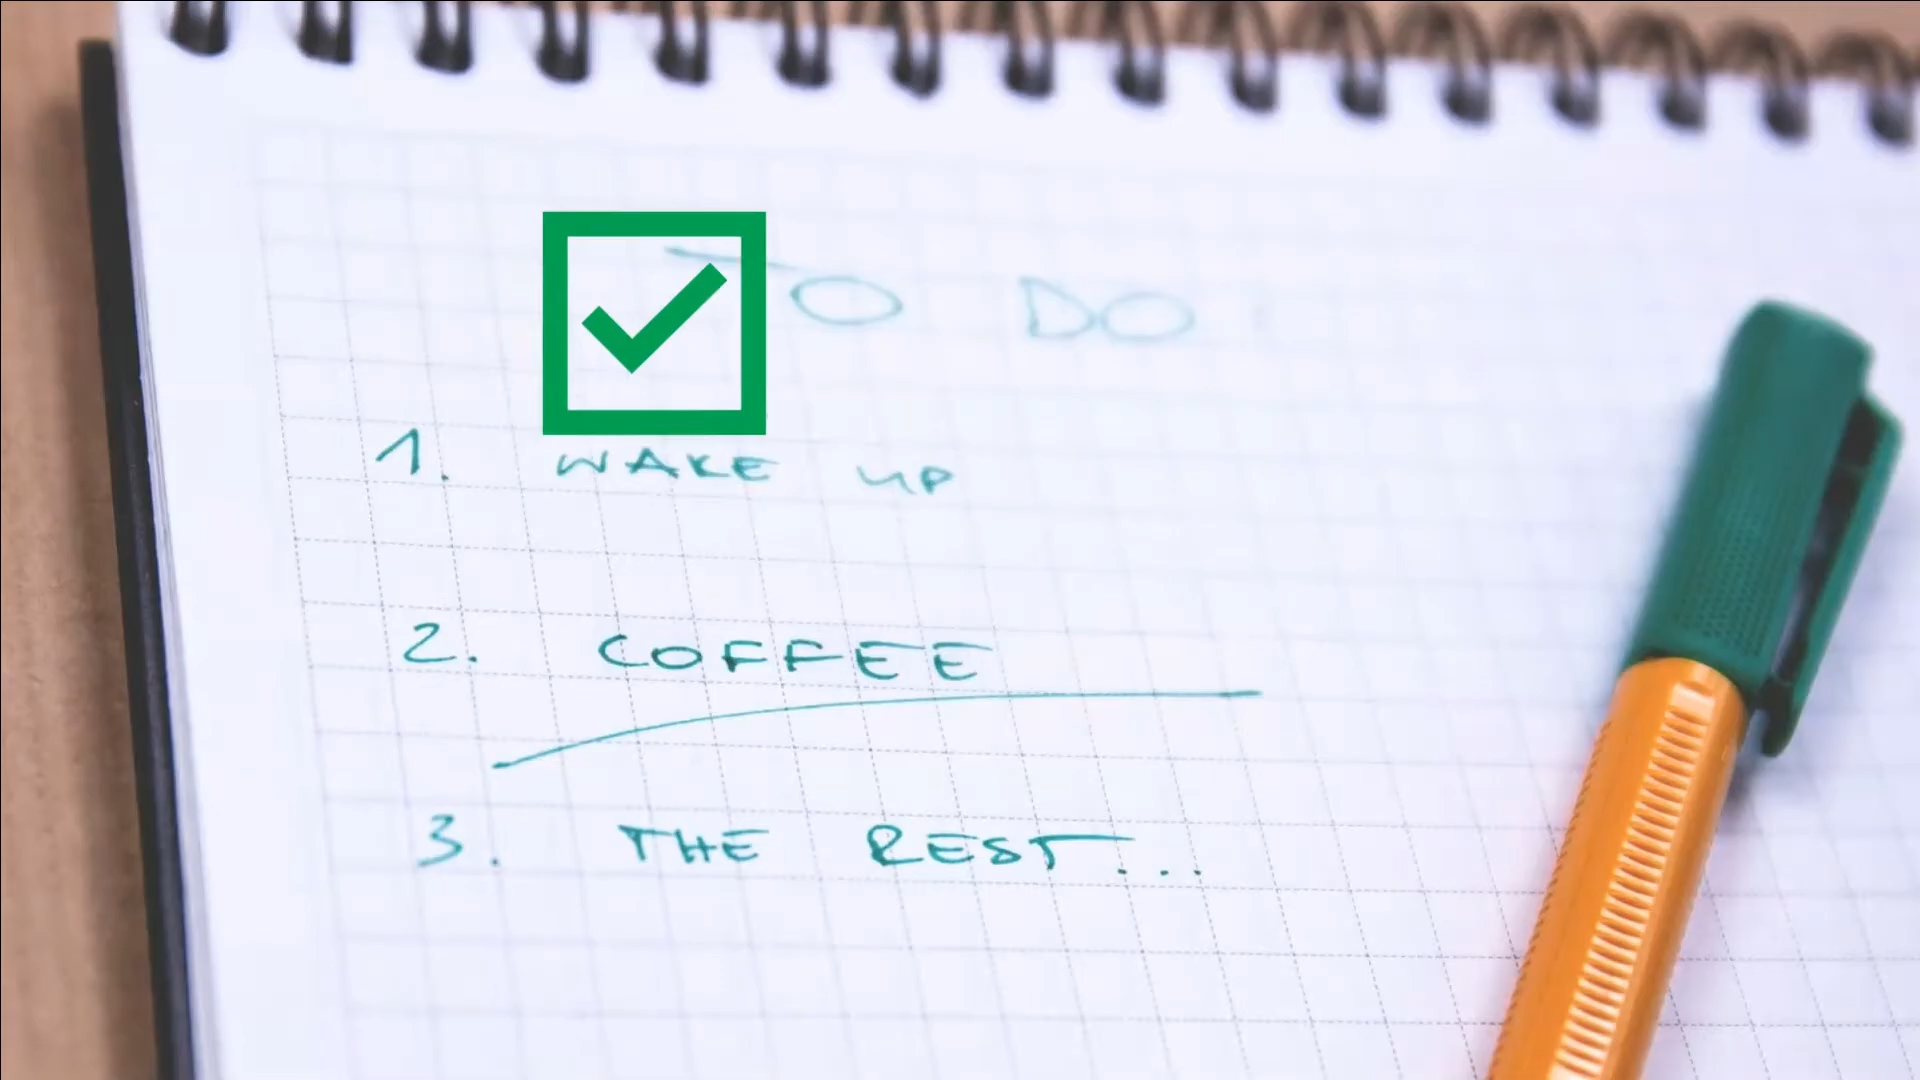 TO DO
1. WAKE UP
2. COFFEE
3. THE REST...